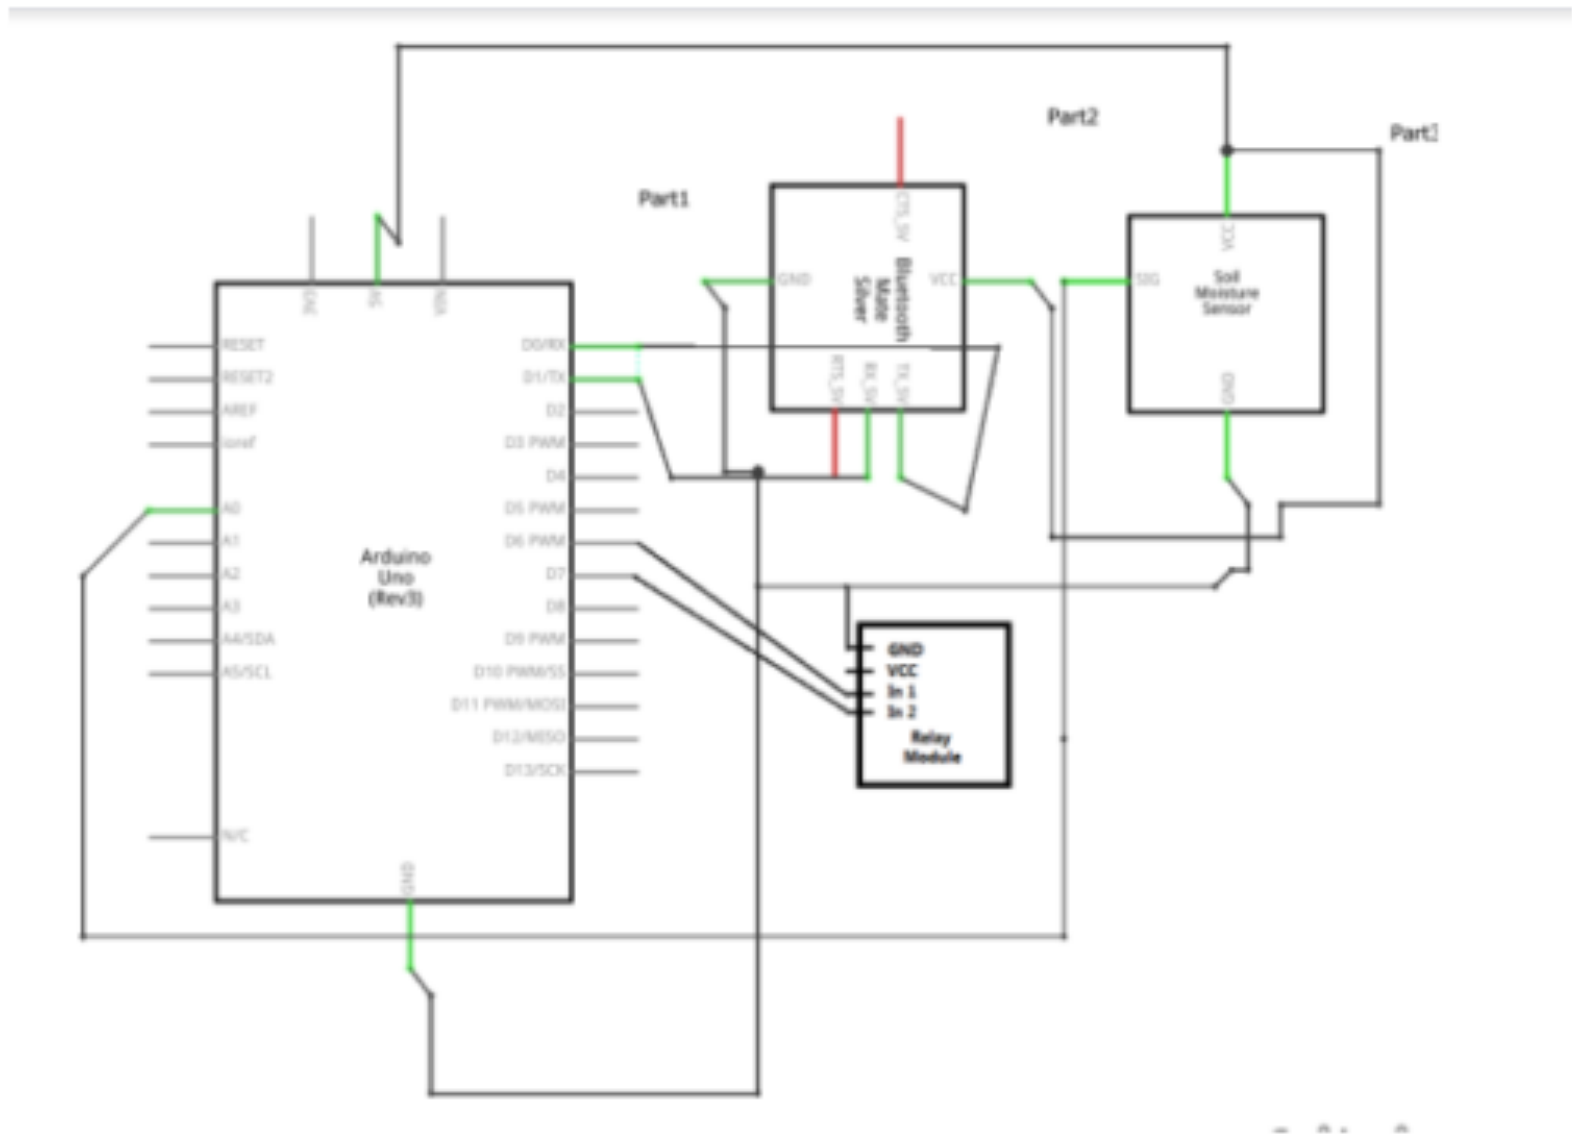 Part2
Part1
CTS_5V
VCC
GND
Bluetooth
Mate
Silver
VCC
SIG
Soil
Moisture
Sensor
5V
RESET
D0/RX
RTS_5V
RX_5V
TX_5V
RESET2
D1/TX
GND
AREF
D2
ioref
D3 PWM
D4
A0
D5 PWM
A1
D6 PWM
Arduino
Uno
(Rev3)
A2
D7
A3
D8
A4/SDA
D9 PWM
A5/SCL
D10 PWM/SS
D11 PWM/MOSI
D12/MISO
D13/SCK
GND
VCC
In 1
In 2
Relay
Module
N/C
GND